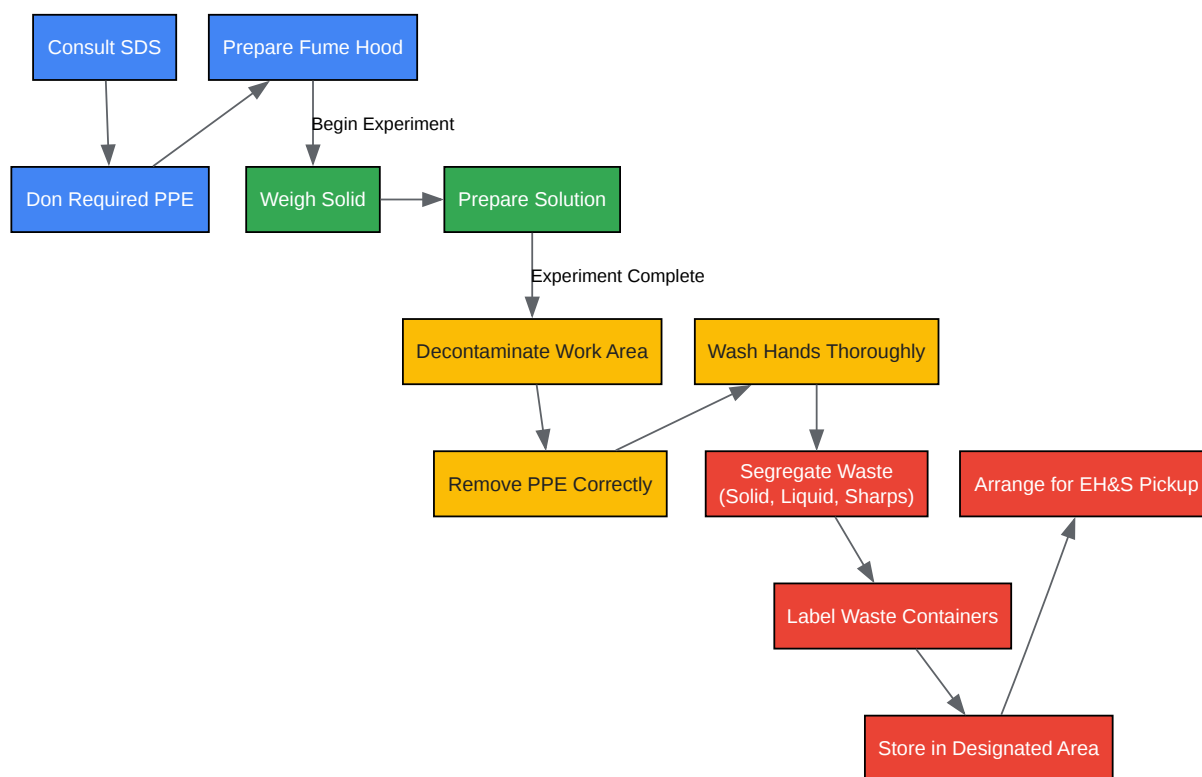 Consult SDS
Prepare Fume Hood
Begin Experiment
Don Required PPE
Weigh Solid
Prepare Solution
Experiment Complete
Decontaminate Work Area
Wash Hands Thoroughly
Remove PPE Correctly
Segregate Waste
(Solid, Liquid, Sharps)
Arrange for EH&S Pickup
Label Waste Containers
Store in Designated Area